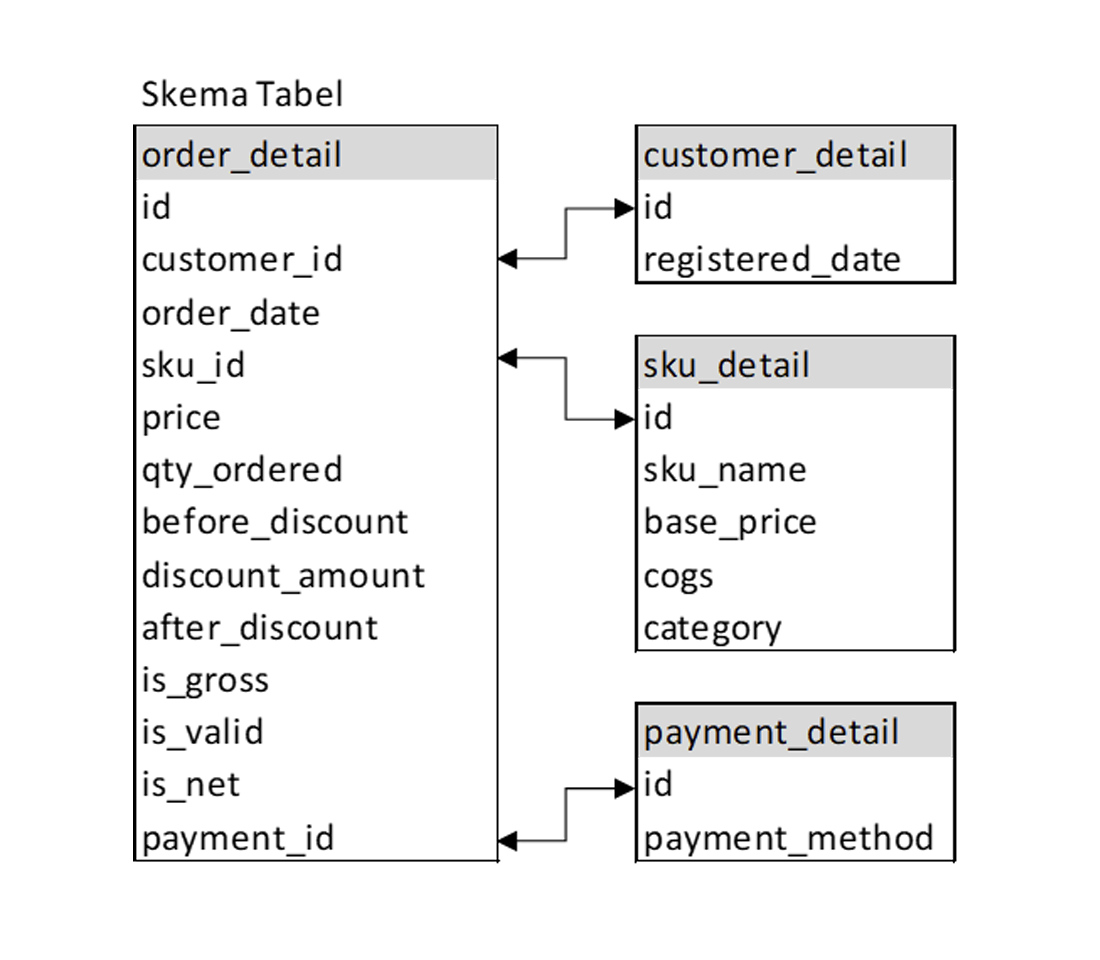 Skema Tabel
order_detail
id
customer_id
order_date
sku_id
price
qty_ordered
before_discount
discount_amount
after_discount
is_gross
is_valid
is_net
payment_id
customer_detail
id
registered_date
sku_detail
id
sku_name
base_price
cogs
category
payment_detail
id
payment_method